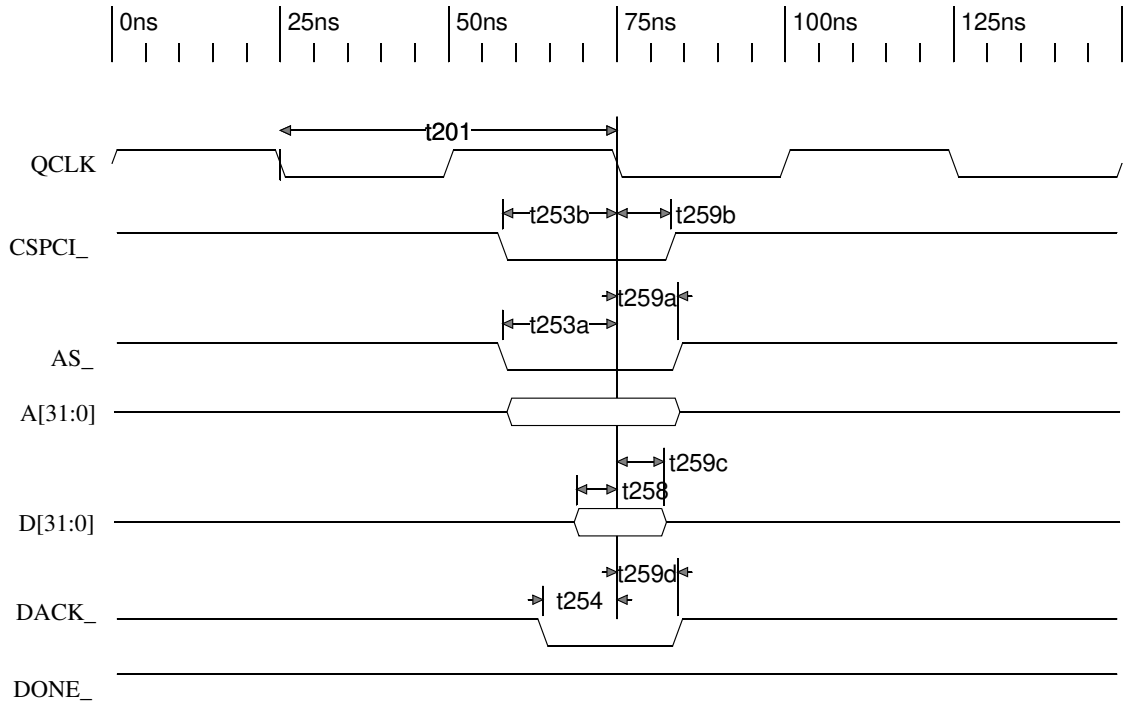 0ns 25ns 50ns 75ns 100ns 125ns
t201
QCLK
t253b t259b
CSPCI_
t259a
t253a
AS_
A[31:0]
t259c
t258
D[31:0]
t259d
t254
DACK_
DONE_